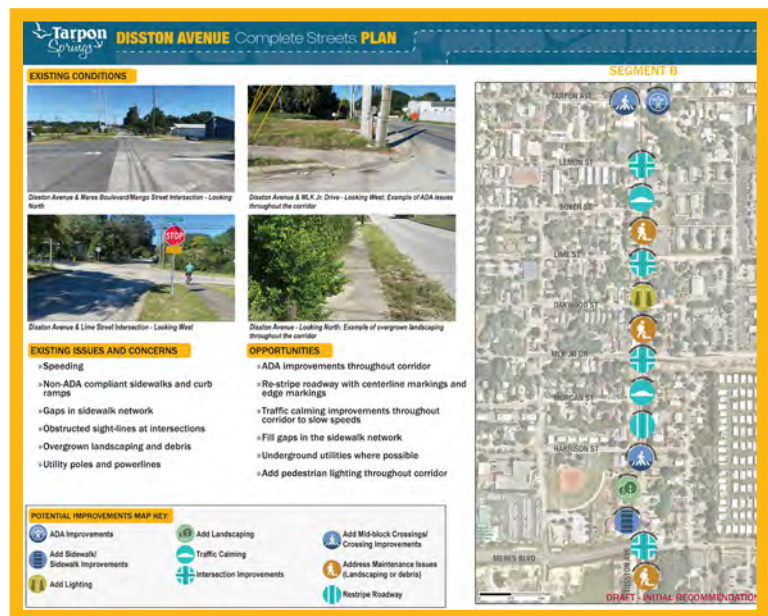 Tarpon
Springs
DISSTON AVENUE Complete Streets PLAN
EXISTING CONDITIONS
Disston Avenue & Meres Boulevard/Mango Street Intersection - Looking
North
Disston Avenue & MLK Jr. Drive - Looking West: Example of ADA issues
throughout the corridor
STOP
Disston Avenue & Lime Street Intersection - Looking West
Disston Avenue - Looking North: Example of overgrown landscaping
throughout the corridor
EXISTING ISSUES AND CONCERNS
»Speeding
»Non-ADA compliant sidewalks and curb
ramps
»Gaps in sidewalk network
»Obstructed sight-lines at intersections
»Overgrown landscaping and debris
»Utility poles and powerlines
OPPORTUNITIES
»ADA improvements throughout corridor
»Re-stripe roadway with centerline markings and
edge markings
»Traffic calming improvements throughout
corridor to slow speeds
»Fill gaps in the sidewalk network
»Underground utilities where possible
»Add pedestrian lighting throughout corridor
POTENTIAL IMPROVEMENTS MAP KEY:
ADA Improvements
Add Sidewalk/
Sidewalk Improvements
Add Lighting
Add Landscaping
Traffic Calming
Intersection Improvements
Add Mid-block Crossings/
Crossing Improvements
Address Maintenance Issues
(Landscaping or debris)
Restripe Roadway
SEGMENT B
TARPON AVE
LEMON ST
BOYER ST
LIME ST
OAKWOOD ST
MLK JR DR
MORGAN ST
HARRISON ST
MERES BLVD
DISSTON AVE
DRAFT - INITIAL RECOMMENDATION